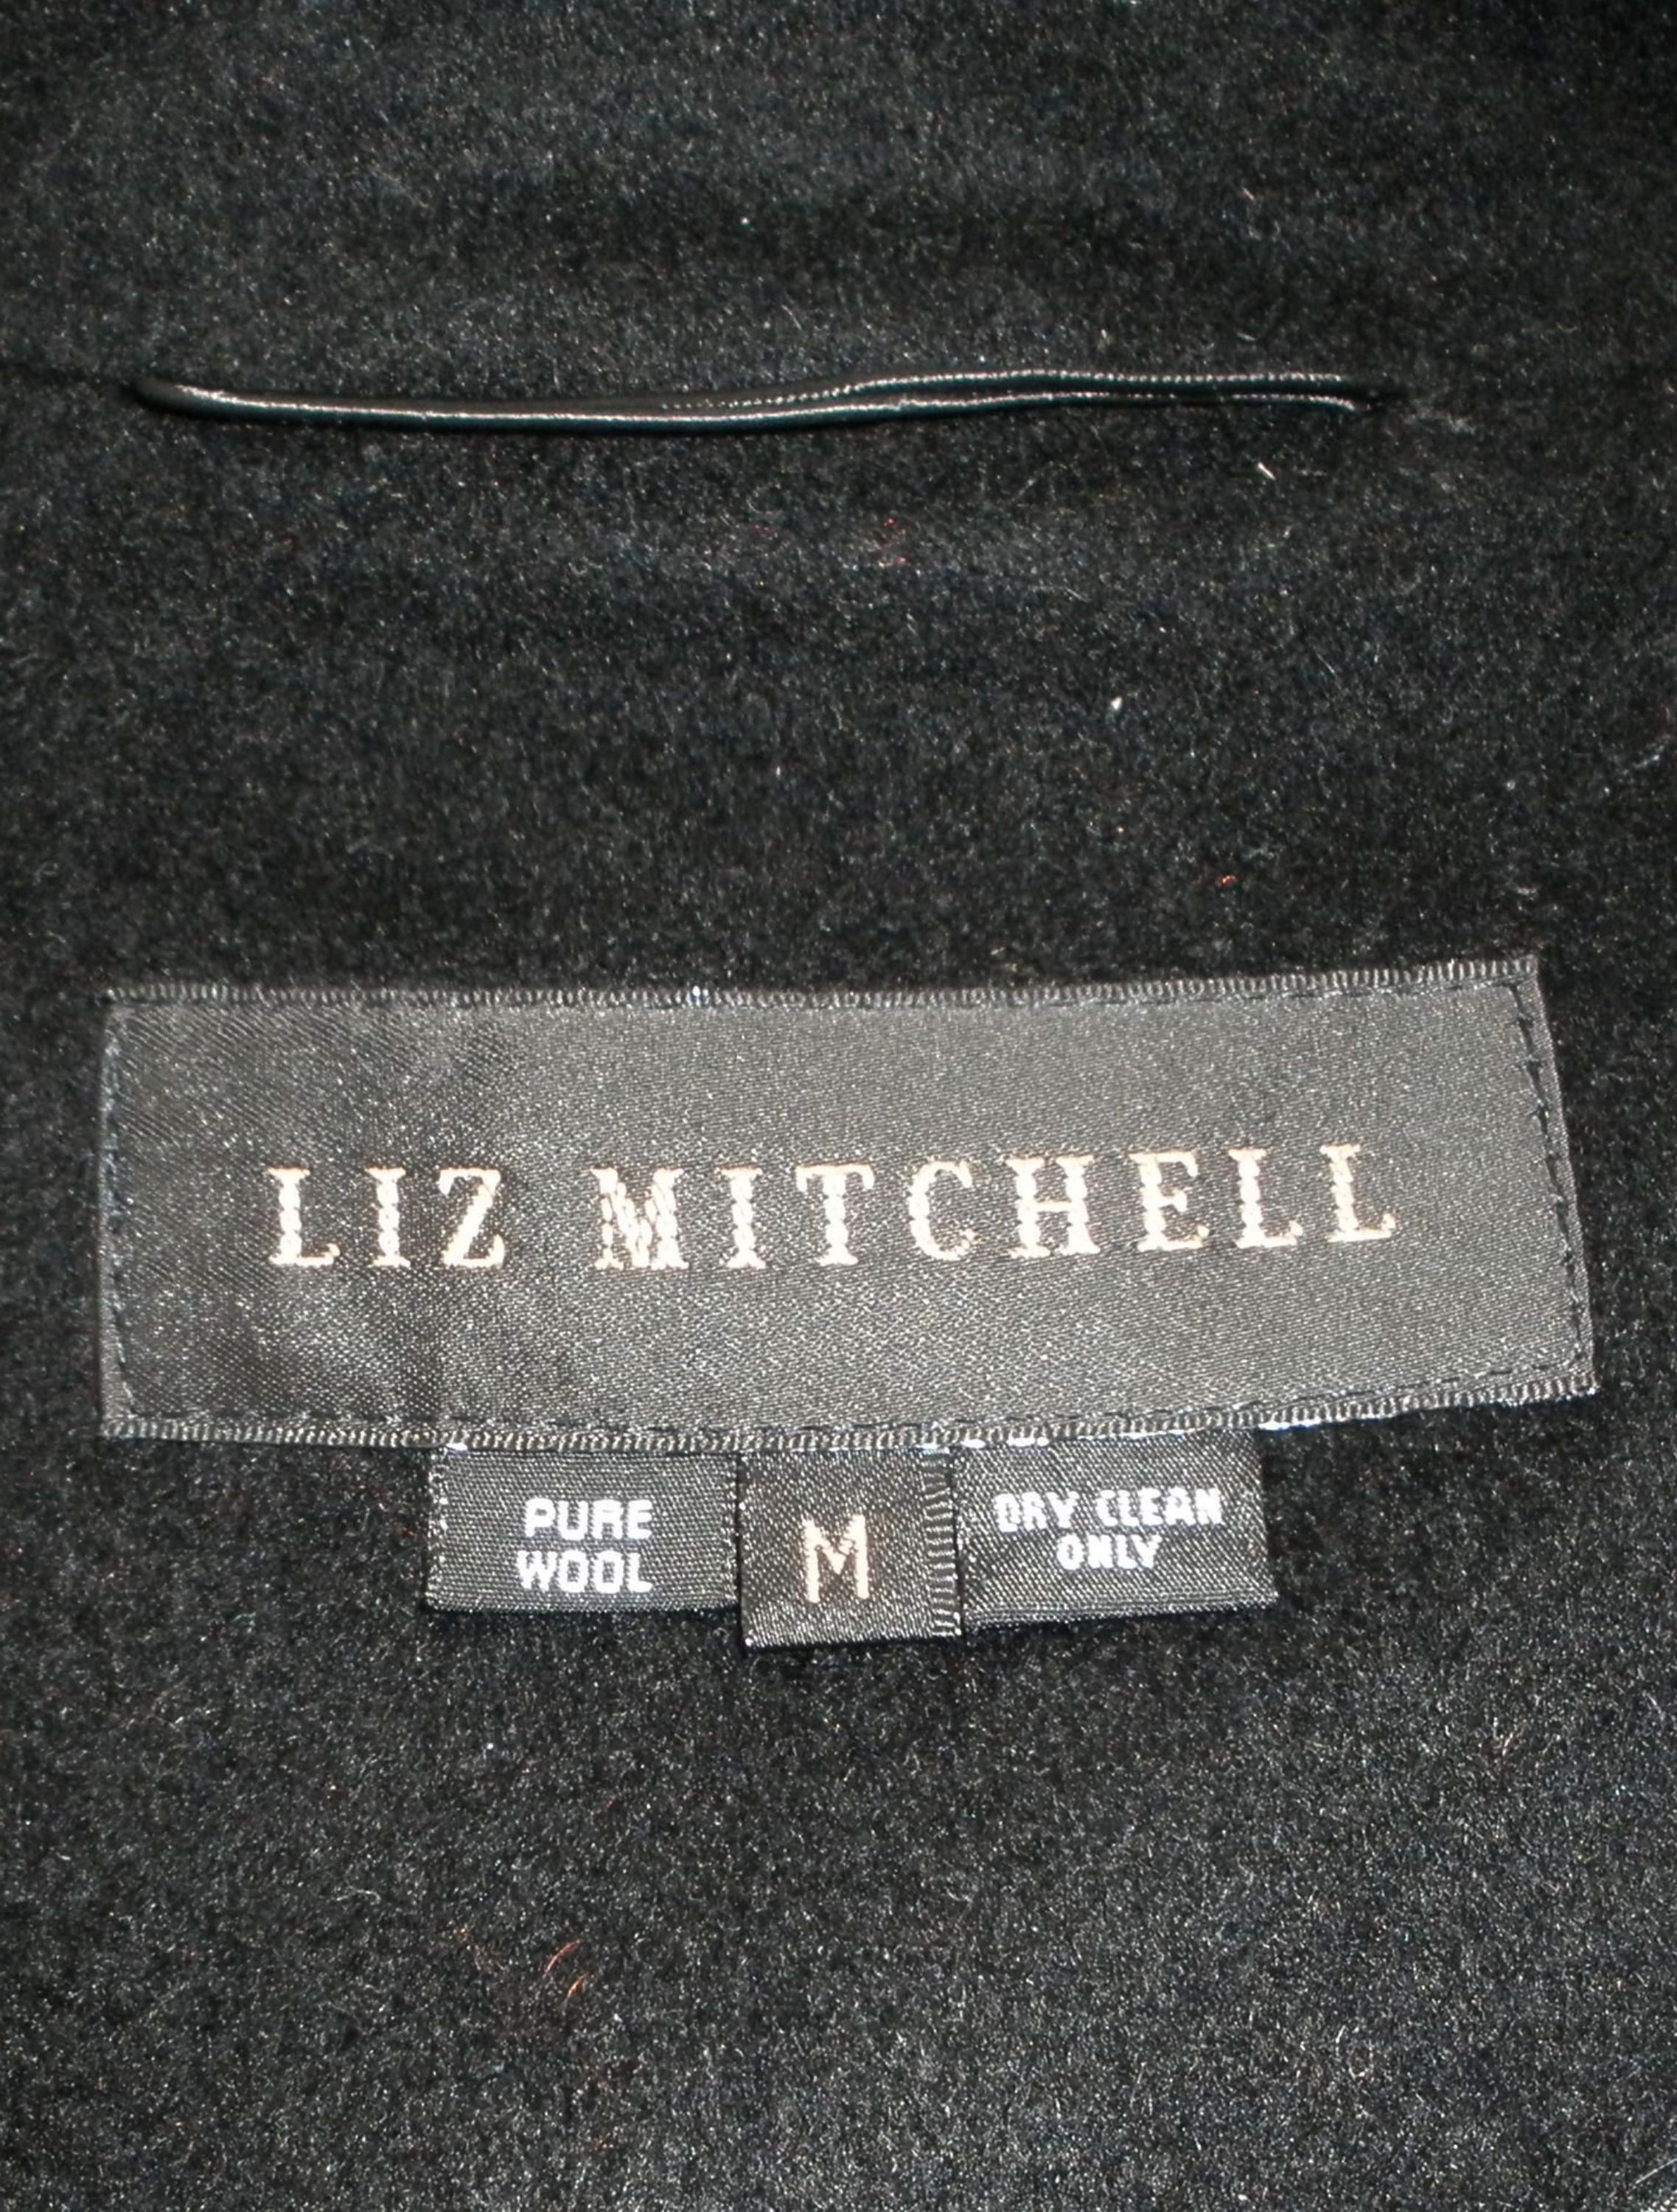 LIZ MITCHELL
PURE
WOOL
M
DRY CLEAN
ONLY